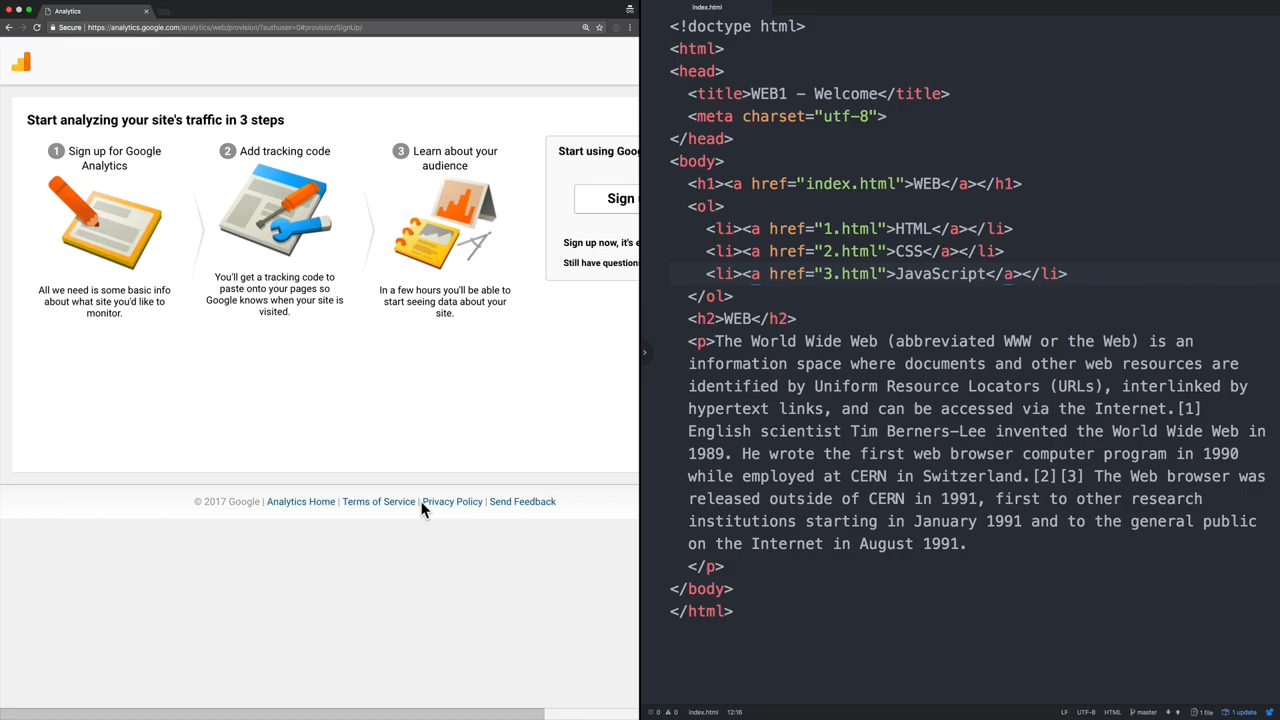 Analytics
Secure | https://analytics.google.com/analytics/web/provision/?authuser=0#provision/SignUp/
Start analyzing your site's traffic in 3 steps
1 Sign up for Google
Analytics
All we need is some basic info
about what site you'd like to
monitor.
2 Add tracking code
You'll get a tracking code to
paste onto your pages so
Google knows when your site is
visited.
3 Learn about your
audience
In a few hours you'll be able to
start seeing data about your
site.
Start using Goog
Sign
Sign up now, it's e
Still have question
© 2017 Google | Analytics Home | Terms of Service | Privacy Policy | Send Feedback
index.html
<!doctype html>
<html>
<head>
<title>WEB1 - Welcome</title>
<meta charset="utf-8">
</head>
<body>
<h1><a href="index.html">WEB</a></h1>
<ol>
<li><a href="1.html">HTML</a></li>
<li><a href="2.html">CSS</a></li>
<li><a href="3.html">JavaScript</a></li>
</ol>
<h2>WEB</h2>
<p>The World Wide Web (abbreviated WWW or the Web) is an
information space where documents and other web resources are
identified by Uniform Resource Locators (URLs), interlinked by
hypertext links, and can be accessed via the Internet.[1]
English scientist Tim Berners-Lee invented the World Wide Web in
1989. He wrote the first web browser computer program in 1990
while employed at CERN in Switzerland.[2][3] The Web browser was
released outside of CERN in 1991, first to other research
institutions starting in January 1991 and to the general public
on the Internet in August 1991.
</p>
</body>
</html>
0 0 index.html 12:16 LF UTF-8 HTML master 1 file 1 update